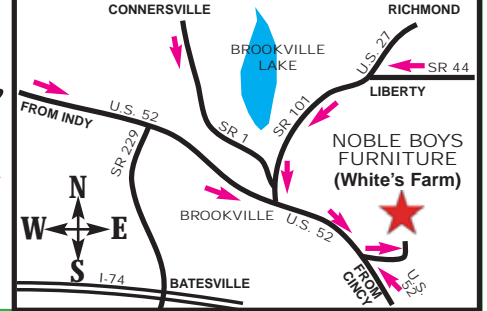 CONNERSVILLE
RICHMOND
BROOKVILLE
LAKE
U.S. 27
SR 44
LIBERTY
FROM INDY
U.S. 52
SR 229
SR 1
SR 101
NOBLE BOYS
FURNITURE
(White's Farm)
N
W E
S
BROOKVILLE
U.S. 52
I-74
BATESVILLE
FROM
CINCY
U.S.
52